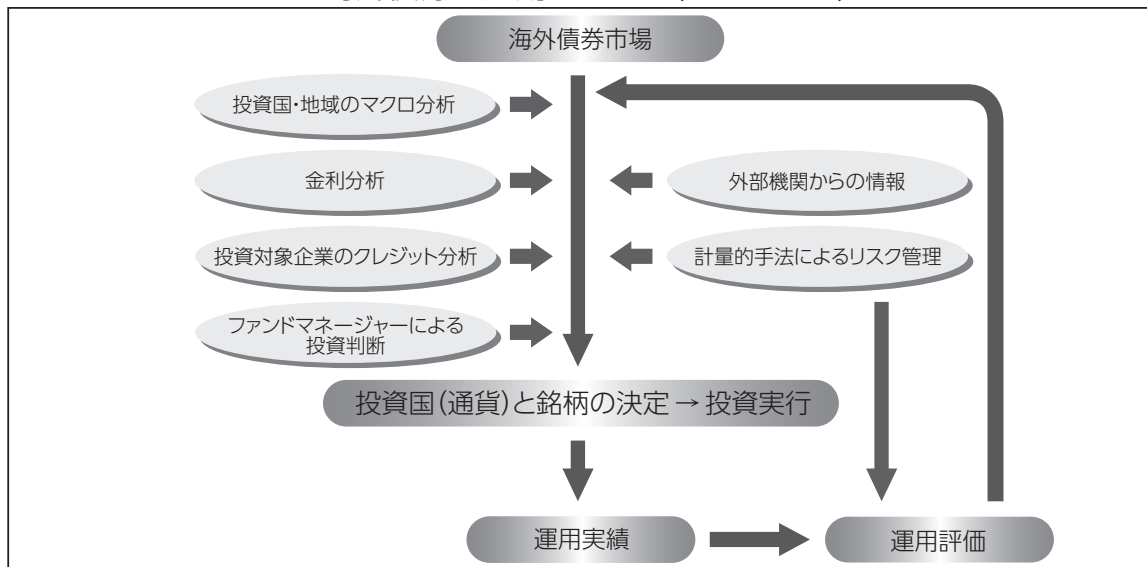 海外債券市場
投資国・地域のマクロ分析
金利分析
外部機関からの情報
投資対象企業のクレジット分析
計量的手法によるリスク管理
ファンドマネージャーによる
投資判断
投資国(通貨)と銘柄の決定→投資実行
運用実績
運用評価